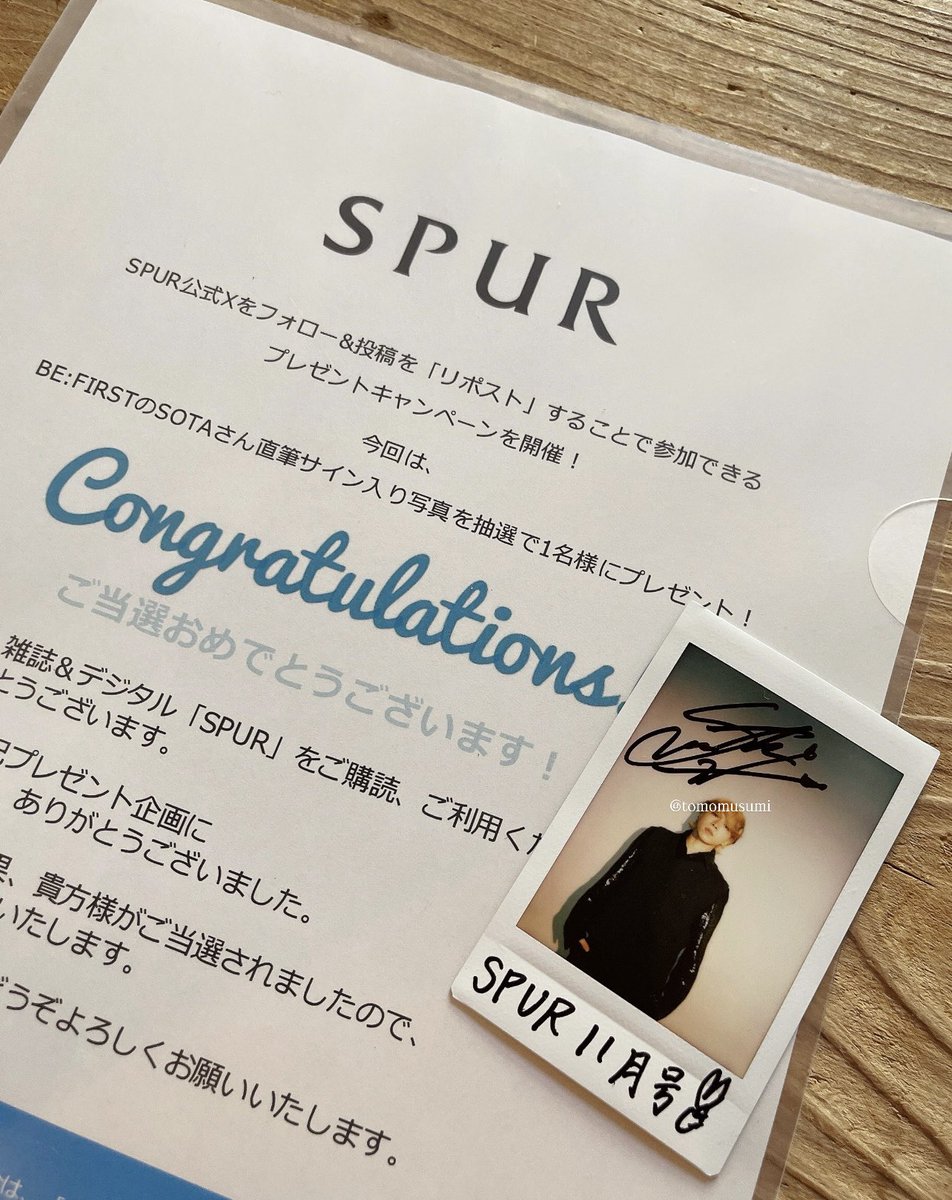 SPUR
SPUR公式Xをフォロー&投稿を「リポスト」することで参加できる
プレゼントキャンペーンを開催！
今回は、
BE:FIRSTのSOTAさん直筆サイン入り写真を抽選で1名様にプレゼント！
Congratulations.
ご当選おめでとうございます！
雑誌&デジタル「SPUR」をご購読、ご利用くだ
とうございます。
記プレゼント企画に
ありがとうございました。
果、貴方様がご当選されましたので、
いたします。
どうぞよろしくお願いいたします。
@tomomusumi
SPUR 11月号